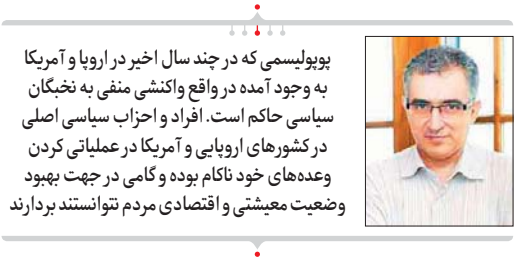 پوپولیسمی که در چند سال اخیر در اروپا و آمریکا
به وجود آمده در واقع واکنشی منفی به نخبگان
سیاسی حاکم است. افراد و احزاب سیاسی اصلی
در کشورهای اروپایی و آمریکا در عملیاتی کردن
وعده‌های خود ناکام بوده و گامی در جهت بهبود
وضعیت معیشتی و اقتصادی مردم نتوانستند بردارند